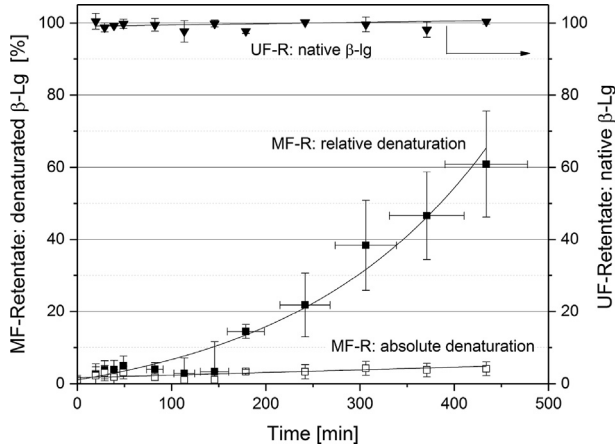 MF-Retentate: denaturated β-Lg [%]
100
80
60
40
20
0
UF-R: native β-lg
MF-R: relative denaturation
MF-R: absolute denaturation
100
80
60
40
20
0
UF-Retentate: native β-Lg
0 100 200 300 400 500
Time [min]